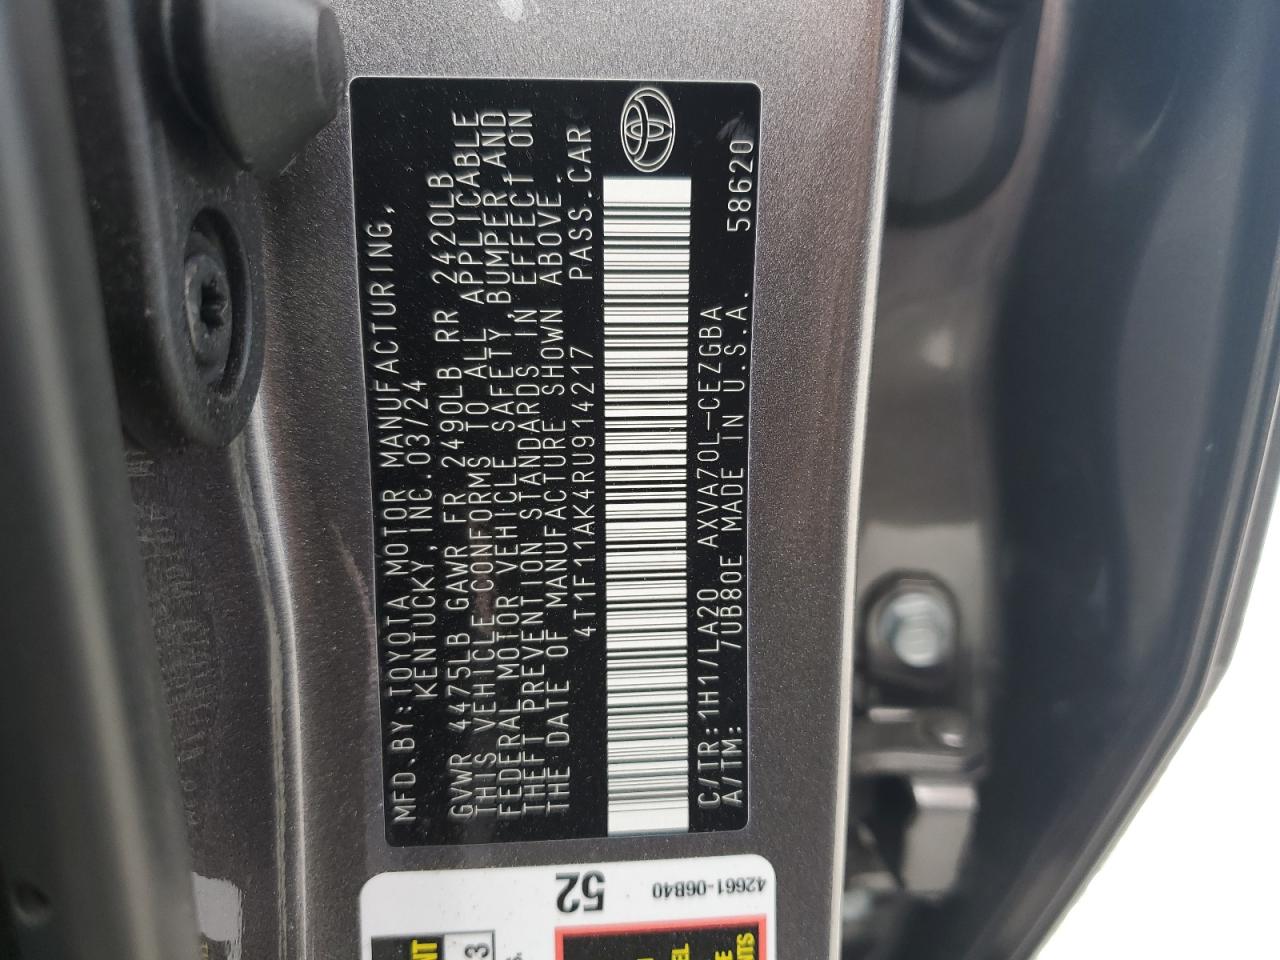 MFD.BY:TOYOTA MOTOR MANUFACTURING,
KENTUCKY,INC.03/24
GVWR 4475LB GAWR FR 2490LB RR 2420LB
THIS VEHICLE CONFORMS TO ALL APPLICABLE
FEDERAL MOTOR VEHICLE SAFETY,BUMPER,AND
THEFT PREVENTION STANDARDS IN EFFECT ON
THE DATE OF MANUFACTURE SHOWN ABOVE.
4T1F11AK4RU914217 PASS.CAR
C/TR:1H1/LA20 AXVA70L-CEZGBA
A/TM: 7UB80E MADE IN U.S.A. 58620
52
42661-06B40